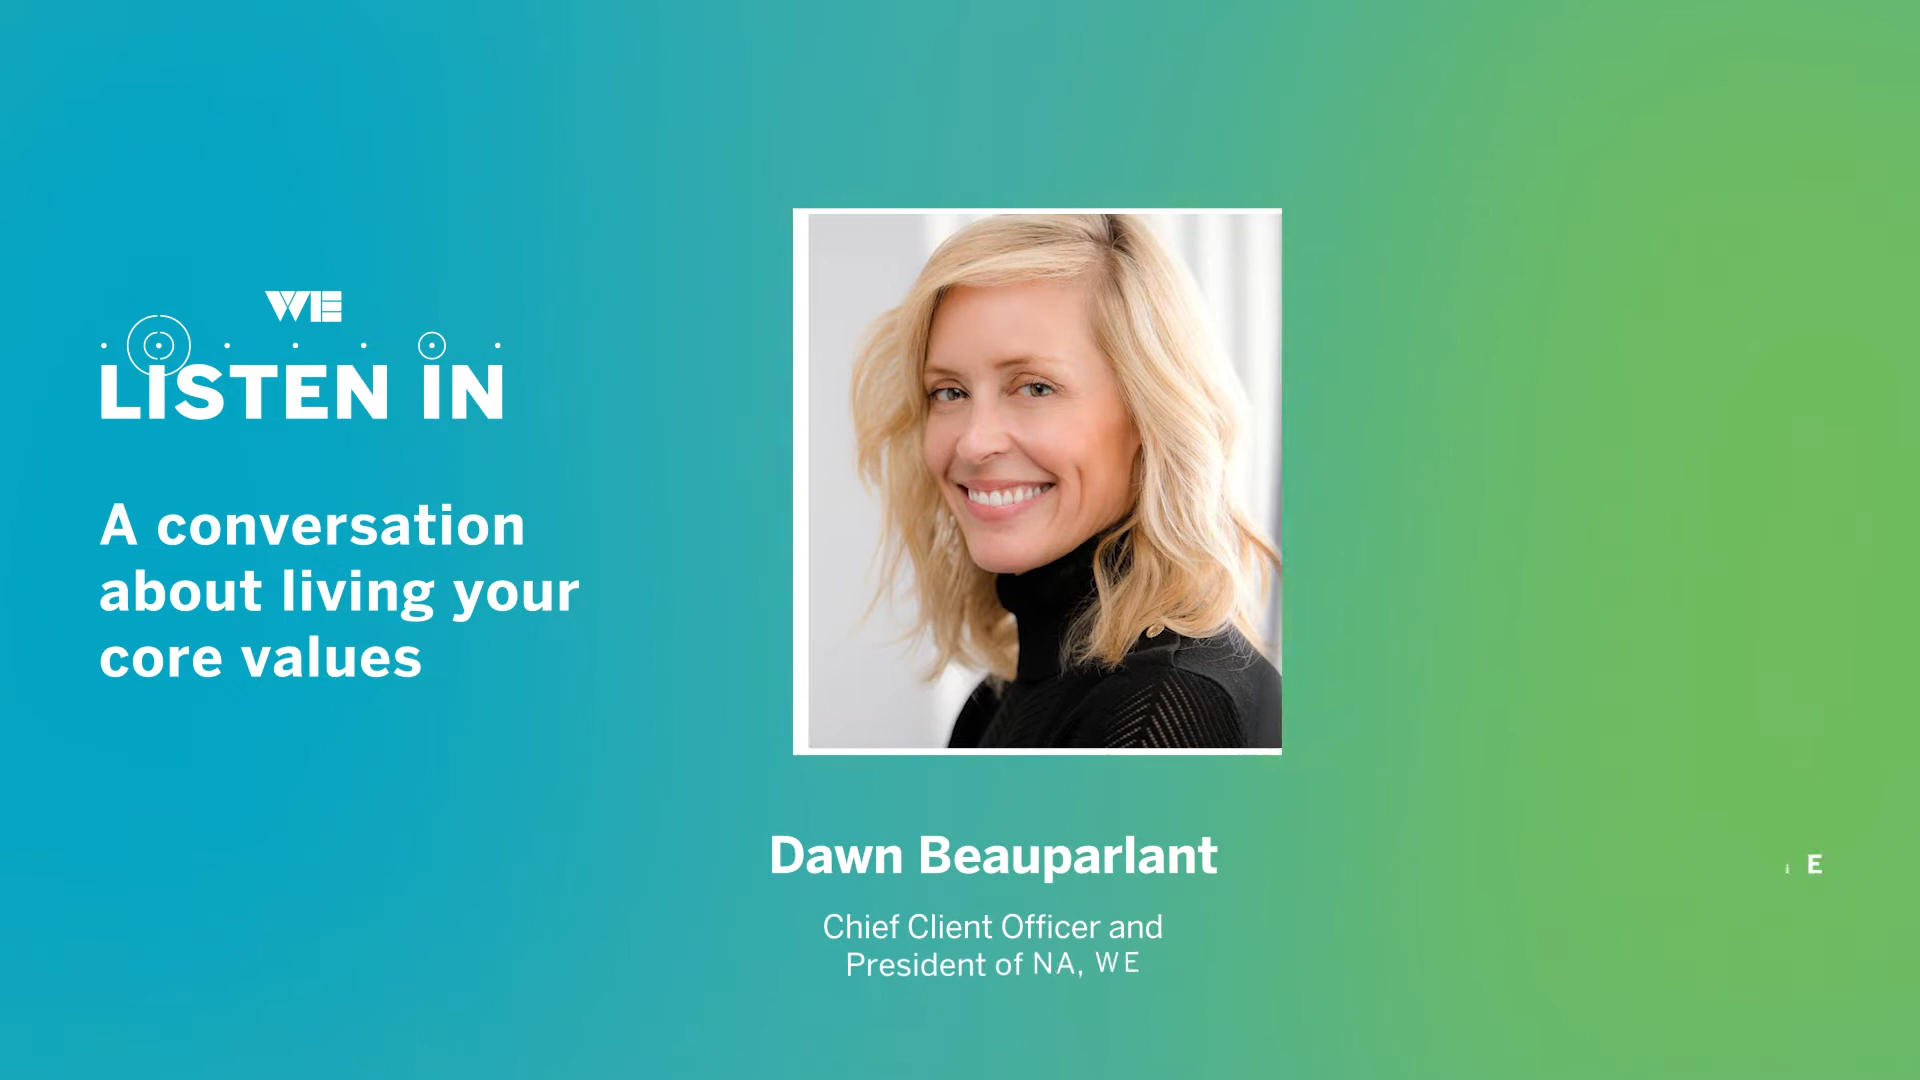 WE
LISTEN IN
A conversation
about living your
core values
Dawn Beauparlant
Chief Client Officer and
President of NA, WE
E